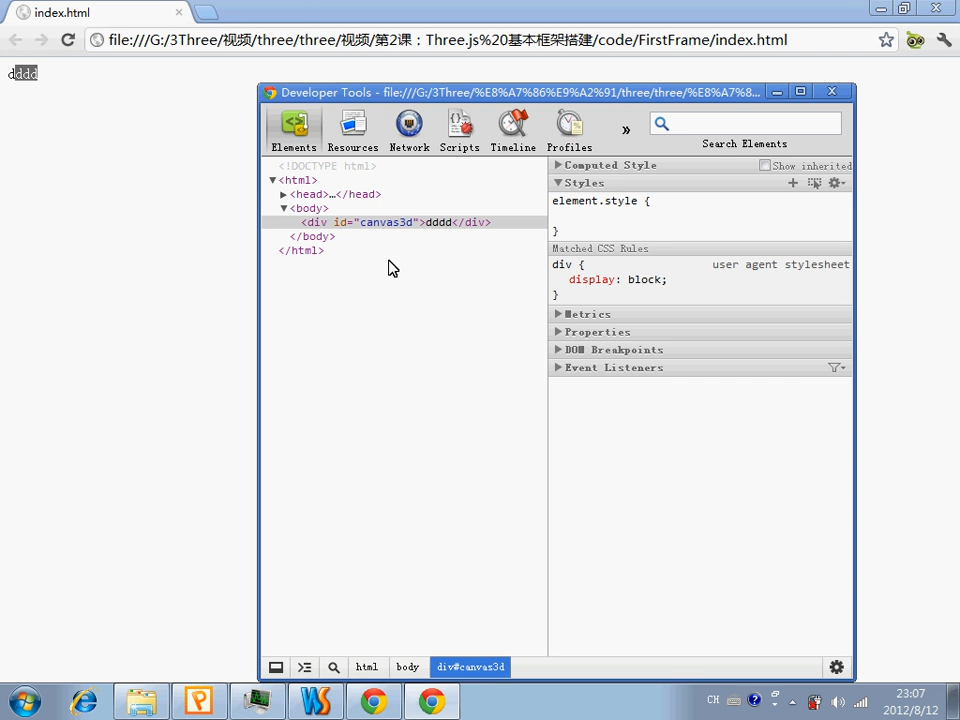 index.html
file:///G:/3Three/视频/three/three/视频/第2课：Three.js%20基本框架搭建/code/FirstFrame/index.html
dddd
Developer Tools - file:///G:/3Three/%E8%A7%86%E9%A2%91/three/three/%E8%A7%8...
Elements
Resources
Network
Scripts
Timeline
Profiles
»
Search Elements
<!DOCTYPE html>
<html>
<head>…</head>
<body>
<div id="canvas3d">dddd</div>
</body>
</html>
Computed Style
Show inherited
Styles
element.style {
}
Matched CSS Rules
div {
user agent stylesheet
display: block;
}
Metrics
Properties
DOM Breakpoints
Event Listeners
html
body
div#canvas3d
CH
23:07
2012/8/12